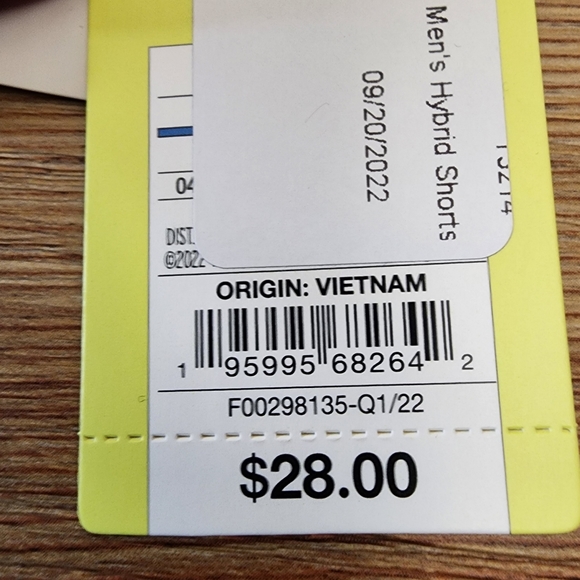 Men's Hybrid Shorts
09/20/2022
04
DIST.
©2022
ORIGIN: VIETNAM
1 95995 68264 2
F00298135-Q1/22
$28.00